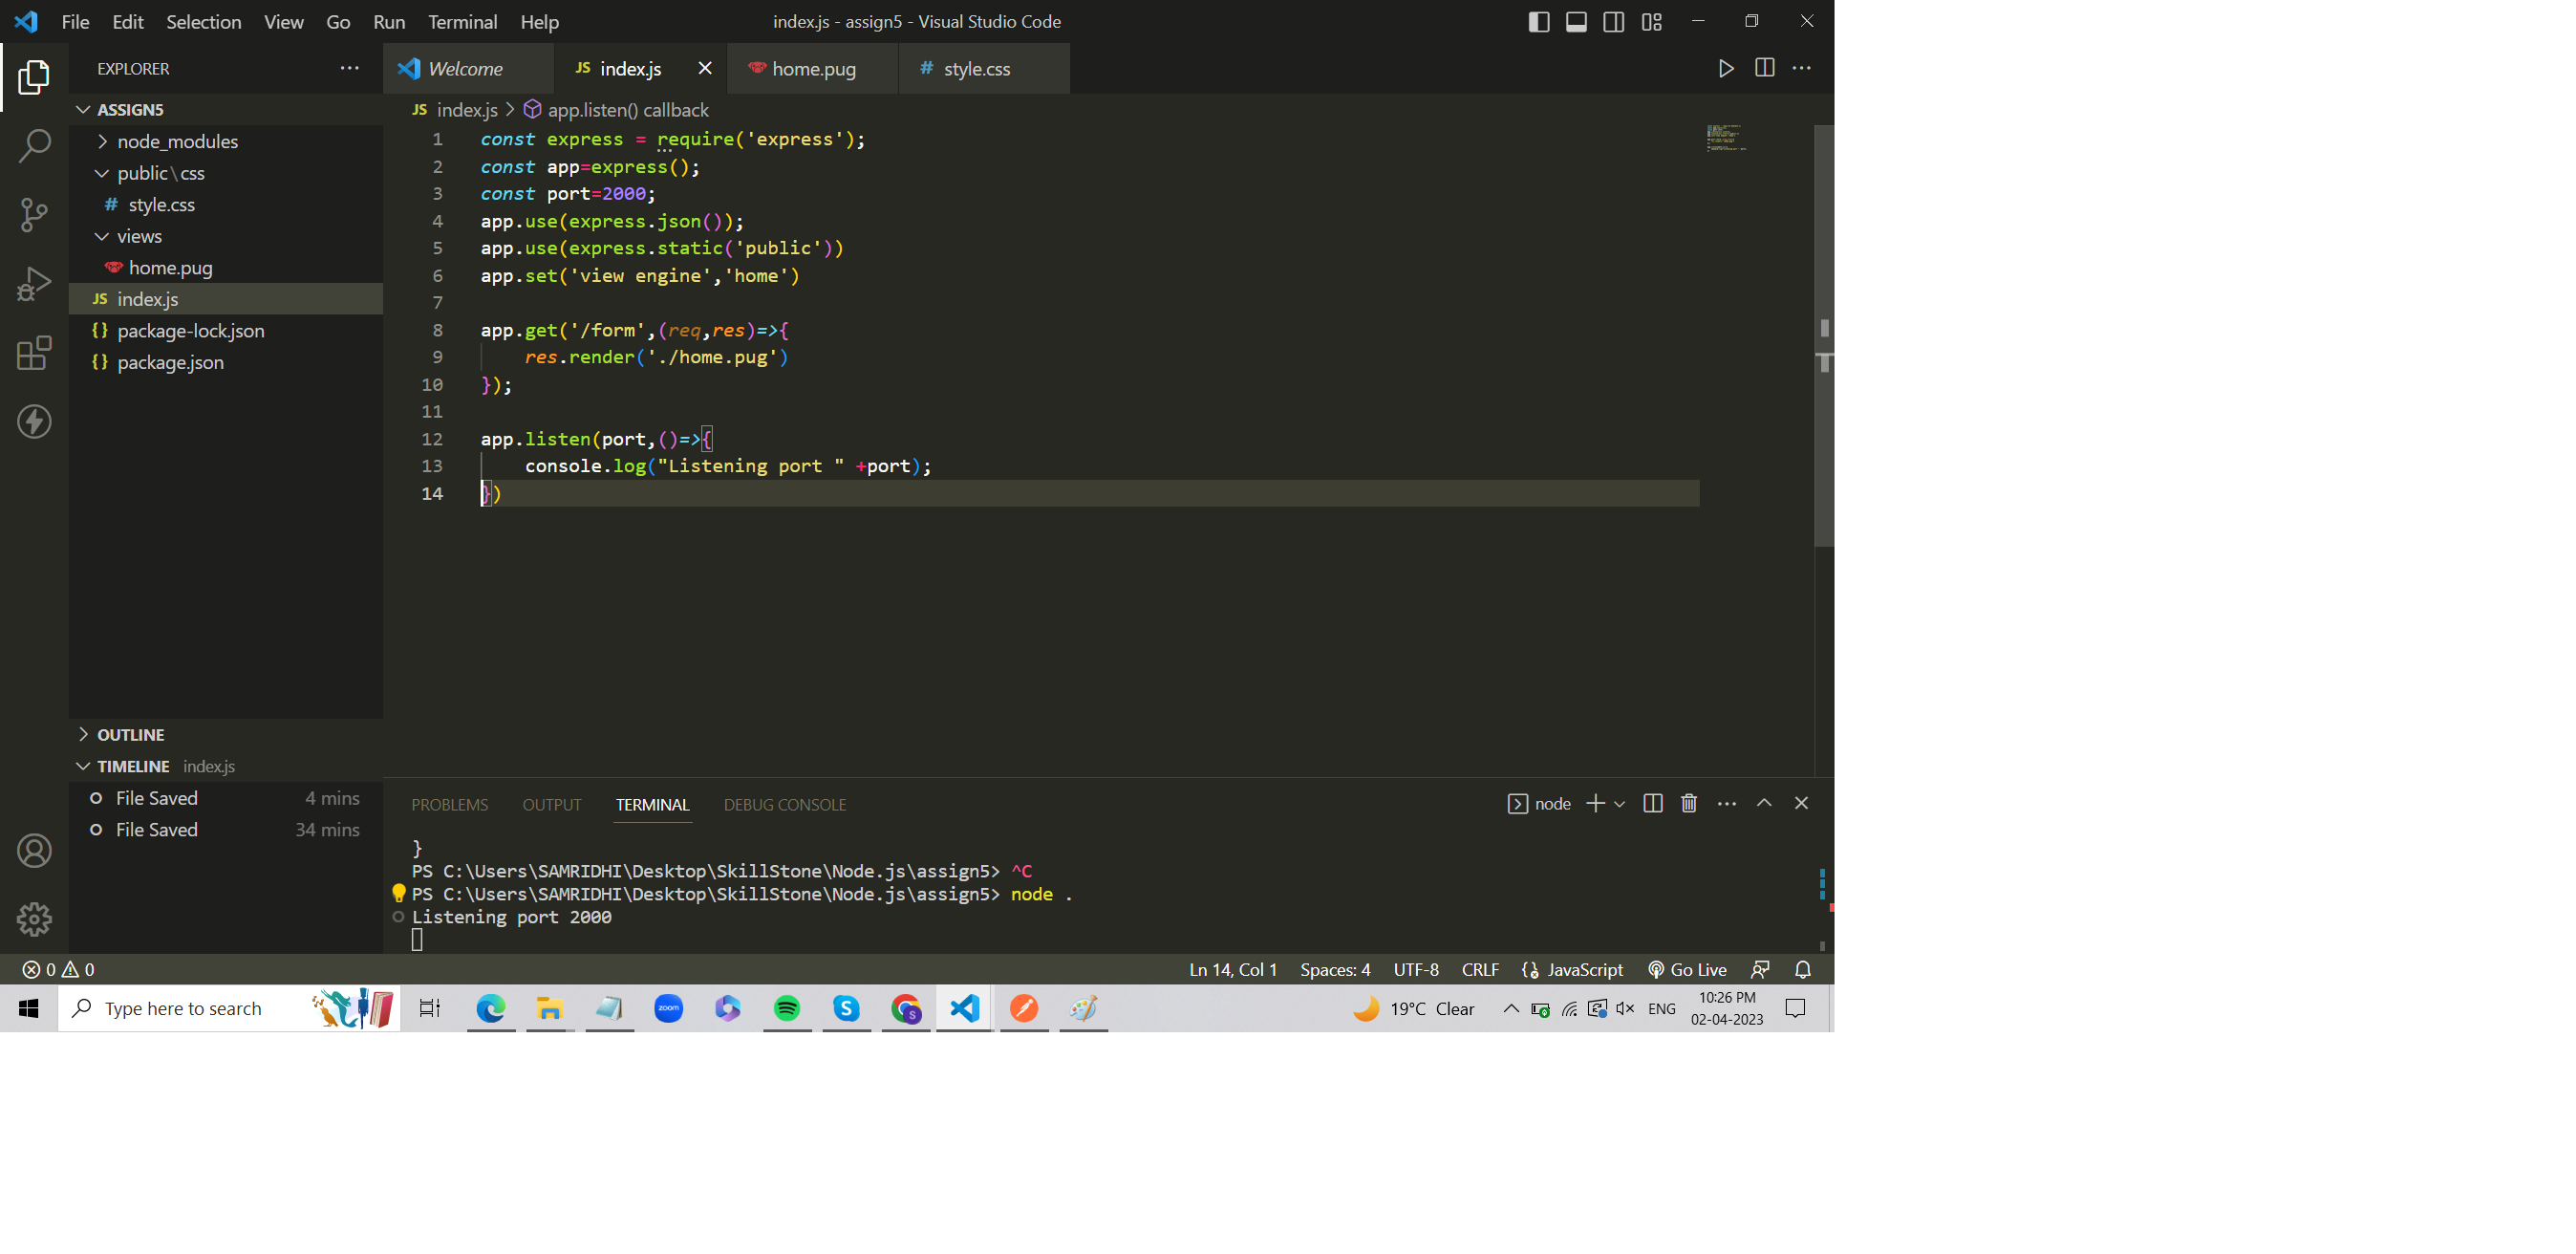 File Edit Selection View Go Run Terminal Help
index.js - assign5 - Visual Studio Code
EXPLORER
Welcome
JS index.js
home.pug
# style.css
ASSIGN5
node_modules
public\css
# style.css
views
home.pug
JS index.js
{} package-lock.json
{} package.json
JS index.js > app.listen() callback
1 const express = require('express');
2 const app=express();
3 const port=2000;
4 app.use(express.json());
5 app.use(express.static('public'))
6 app.set('view engine','home')
7
8 app.get('/form',(req,res)=>{
9 res.render('./home.pug')
10 });
11
12 app.listen(port,()=>{
13 console.log("Listening port " +port);
14 })
OUTLINE
TIMELINE index.js
File Saved 4 mins
File Saved 34 mins
PROBLEMS OUTPUT TERMINAL DEBUG CONSOLE
node
}
PS C:\Users\SAMRIDHI\Desktop\SkillStone\Node.js\assign5> ^C
PS C:\Users\SAMRIDHI\Desktop\SkillStone\Node.js\assign5> node .
Listening port 2000
0 0
Ln 14, Col 1 Spaces: 4 UTF-8 CRLF {} JavaScript Go Live
Type here to search
zoom
S
S
19°C Clear
ENG
10:26 PM
02-04-2023